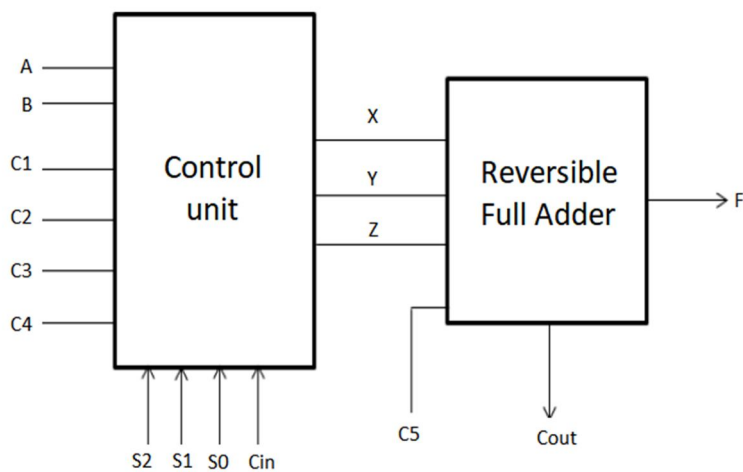 A
B
C1
C2
C3
C4
Control
unit
X
Y
Z
Reversible
Full Adder
F
S2 S1 S0 Cin
C5
Cout